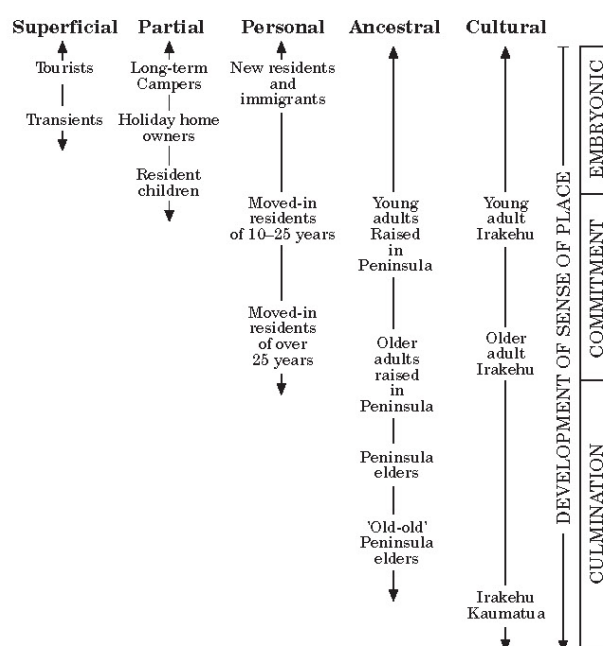 Superficial
Partial
Personal
Ancestral
Cultural
Tourists
Transients
Long-term
Campers
Holiday home
owners
Resident
children
New residents
and
immigrants
Moved-in
residents
of 10–25 years
Moved-in
residents
of over
25 years
Young
adults
Raised
in
Peninsula
Older
adults
raised
in
Peninsula
Peninsula
elders
'Old-old'
Peninsula
elders
Young
adult
Irakehu
Older
adult
Irakehu
Irakehu
Kaumatua
DEVELOPMENT OF SENSE OF PLACE
EMBRYONIC
COMMITMENT
CULMINATION